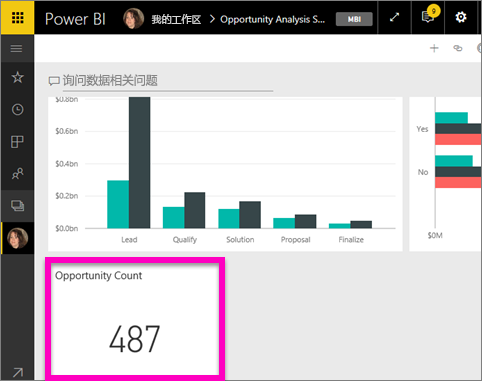 Power BI 我的工作区 > Opportunity Analysis S... MBI 9
询问数据相关问题
$0.8bn
$0.6bn
$0.4bn
$0.2bn
$0.0bn
Lead Qualify Solution Proposal Finalize
Yes
No
$0M
Opportunity Count
487